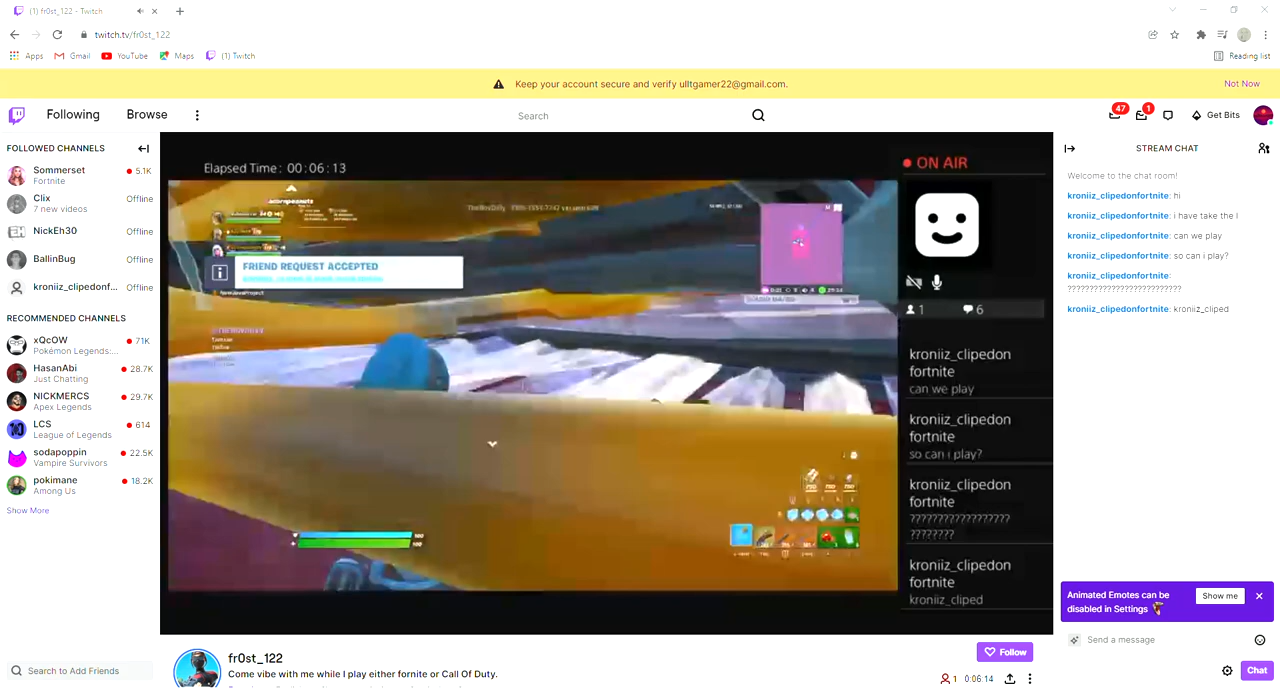 (1) fr0st_122 - Twitch
twitch.tv/fr0st_122
Apps
Gmail
YouTube
Maps
(1) Twitch
Reading list
Keep your account secure and verify ulltgamer22@gmail.com.
Not Now
Following
Browse
Search
47
1
Get Bits
FOLLOWED CHANNELS
Sommerset
5.1K
Fortnite
Clix
Offline
7 new videos
NickEh30
Offline
BallinBug
Offline
kroniiz_clipedonf...
Offline
RECOMMENDED CHANNELS
xQcOW
71K
Pokémon Legends:...
HasanAbi
28.7K
Just Chatting
NICKMERCS
29.7K
Apex Legends
LCS
614
League of Legends
sodapoppin
22.5K
Vampire Survivors
pokimane
18.2K
Among Us
Show More
Search to Add Friends
Elapsed Time: 00:06:13
FRIEND REQUEST ACCEPTED
ON AIR
1
6
kroniiz_clipedon
fortnite
can we play
kroniiz_clipedon
fortnite
so can i play?
kroniiz_clipedon
fortnite
??????????????????
????????
kroniiz_clipedon
fortnite
kroniiz_cliped
fr0st_122
Come vibe with me while I play either fornite or Call Of Duty.
Follow
1
0:06:14
STREAM CHAT
Welcome to the chat room!
kroniiz_clipedonfortnite: hi
kroniiz_clipedonfortnite: i have take the l
kroniiz_clipedonfortnite: can we play
kroniiz_clipedonfortnite: so can i play?
kroniiz_clipedonfortnite:
??????????????????????????
kroniiz_clipedonfortnite: kroniiz_cliped
Animated Emotes can be
disabled in Settings
Show me
Send a message
Chat